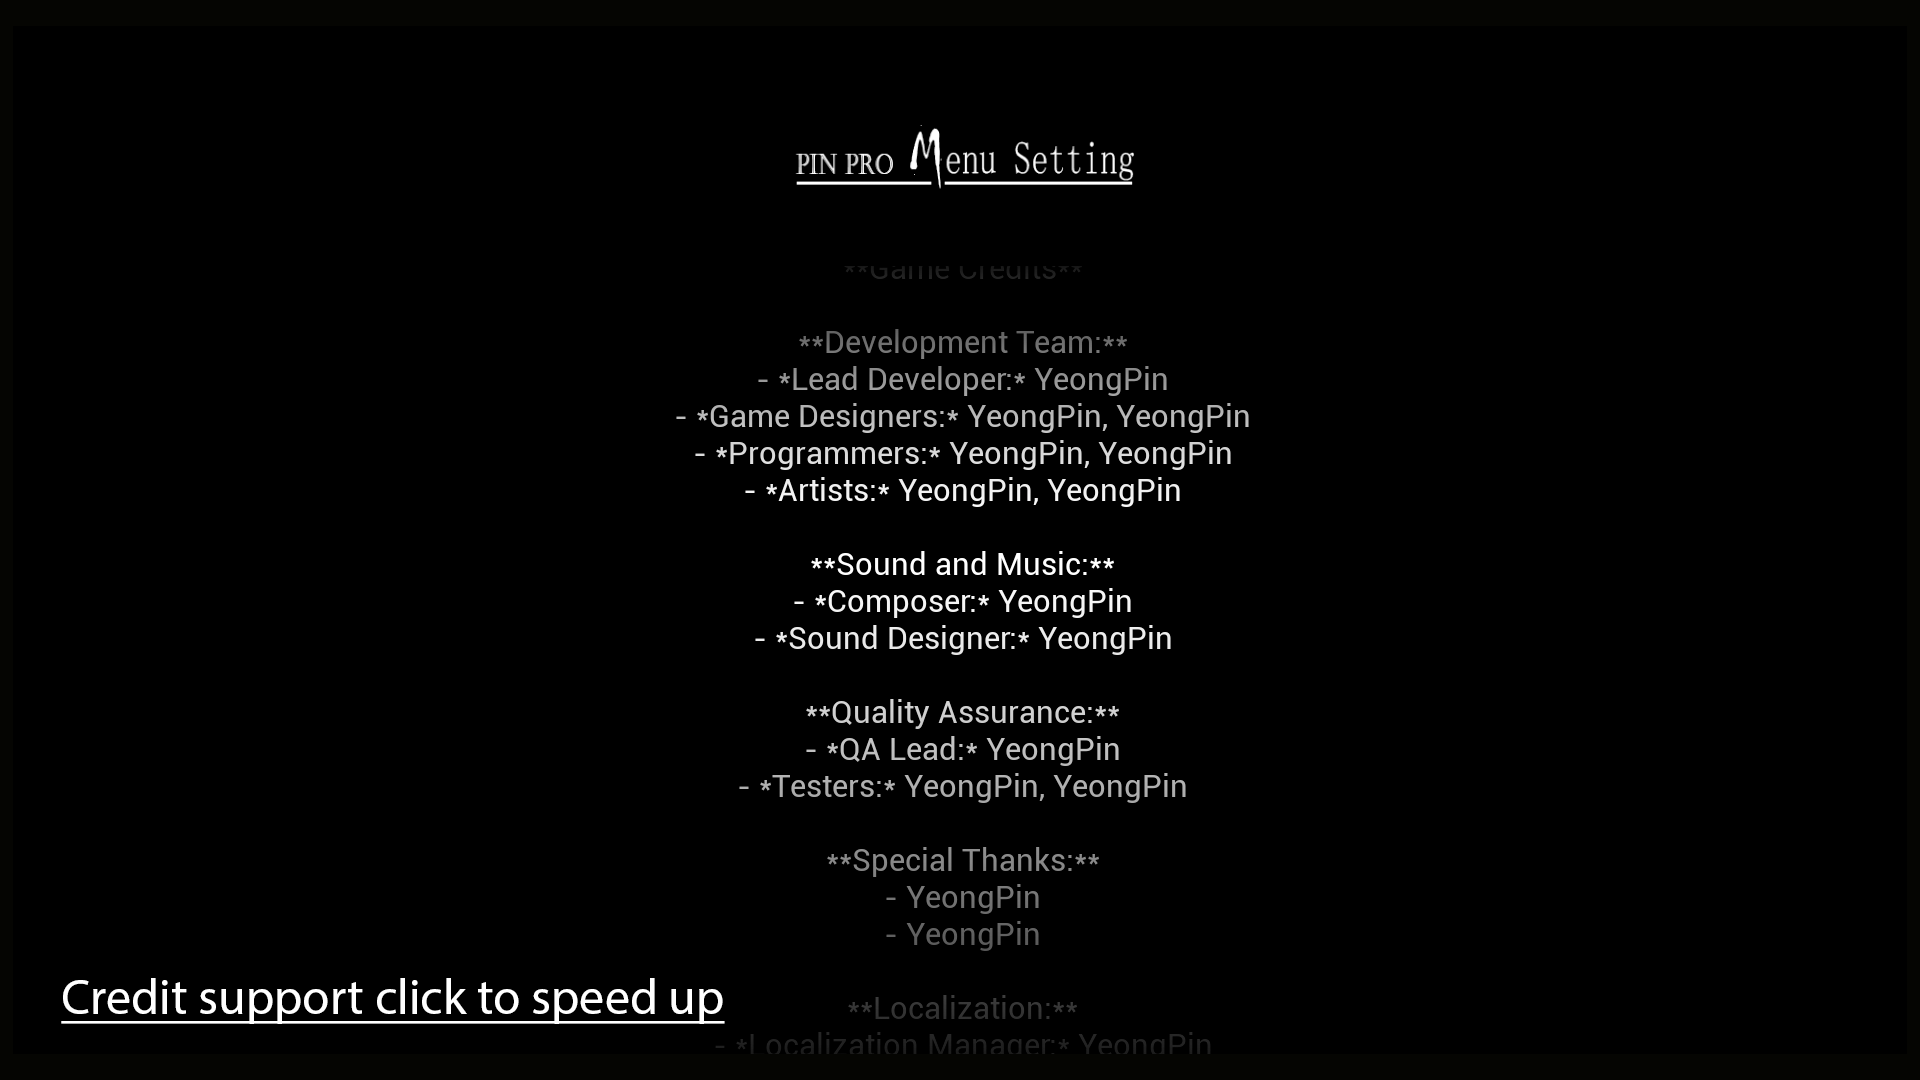 PIN PRO Menu Setting
**Game Credits**
**Development Team:**
- *Lead Developer:* YeongPin
- *Game Designers:* YeongPin, YeongPin
- *Programmers:* YeongPin, YeongPin
- *Artists:* YeongPin, YeongPin
**Sound and Music:**
- *Composer:* YeongPin
- *Sound Designer:* YeongPin
**Quality Assurance:**
- *QA Lead:* YeongPin
- *Testers:* YeongPin, YeongPin
**Special Thanks:**
- YeongPin
- YeongPin
**Localization:**
- *Localization Manager:* YeongPin
Credit support click to speed up